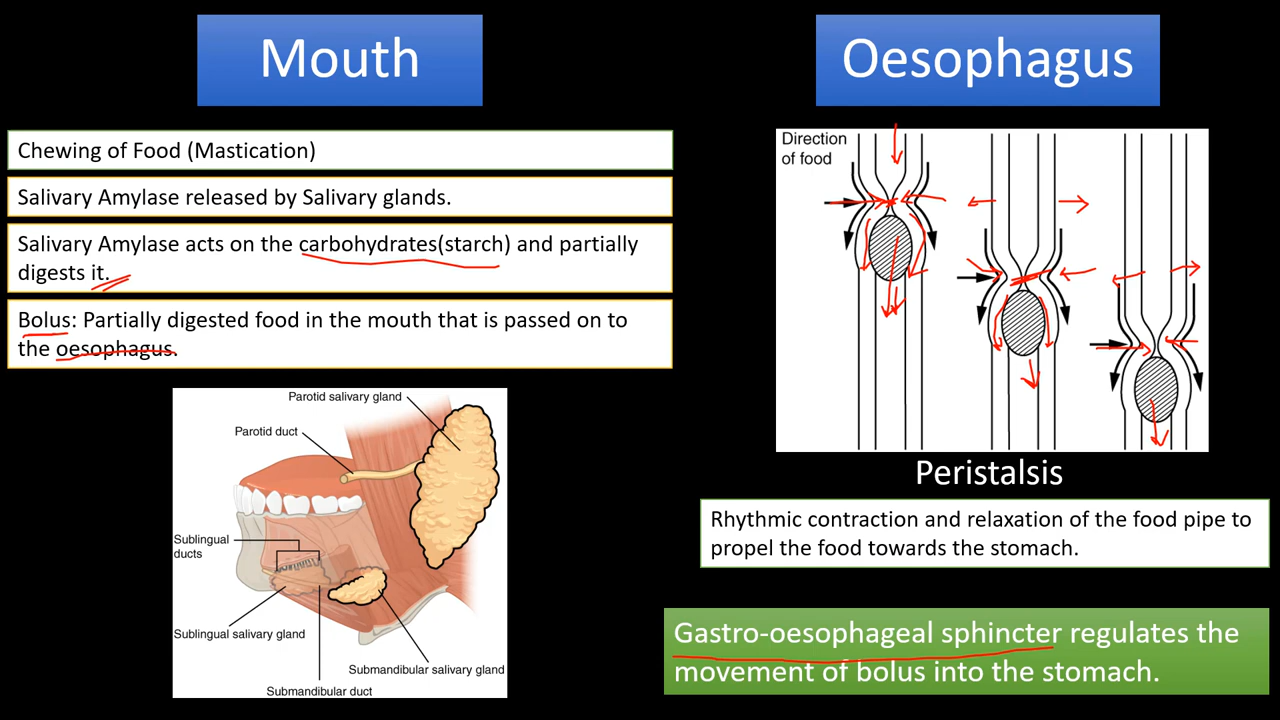 Mouth
Chewing of Food (Mastication)
Salivary Amylase released by Salivary glands.
Salivary Amylase acts on the carbohydrates(starch) and partially
digests it.
Bolus: Partially digested food in the mouth that is passed on to
the oesophagus.
Parotid salivary gland
Parotid duct
Sublingual
ducts
Sublingual salivary gland
Submandibular salivary gland
Submandibular duct
Oesophagus
Direction
of food
Peristalsis
Rhythmic contraction and relaxation of the food pipe to
propel the food towards the stomach.
Gastro-oesophageal sphincter regulates the
movement of bolus into the stomach.